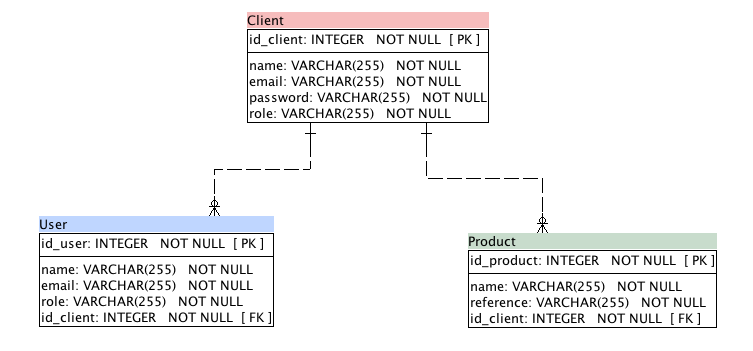 Client
id_client: INTEGER NOT NULL [ PK ]
name: VARCHAR(255) NOT NULL
email: VARCHAR(255) NOT NULL
password: VARCHAR(255) NOT NULL
role: VARCHAR(255) NOT NULL
User
id_user: INTEGER NOT NULL [ PK ]
name: VARCHAR(255) NOT NULL
email: VARCHAR(255) NOT NULL
role: VARCHAR(255) NOT NULL
id_client: INTEGER NOT NULL [ FK ]
Product
id_product: INTEGER NOT NULL [ PK ]
name: VARCHAR(255) NOT NULL
reference: VARCHAR(255) NOT NULL
id_client: INTEGER NOT NULL [ FK ]